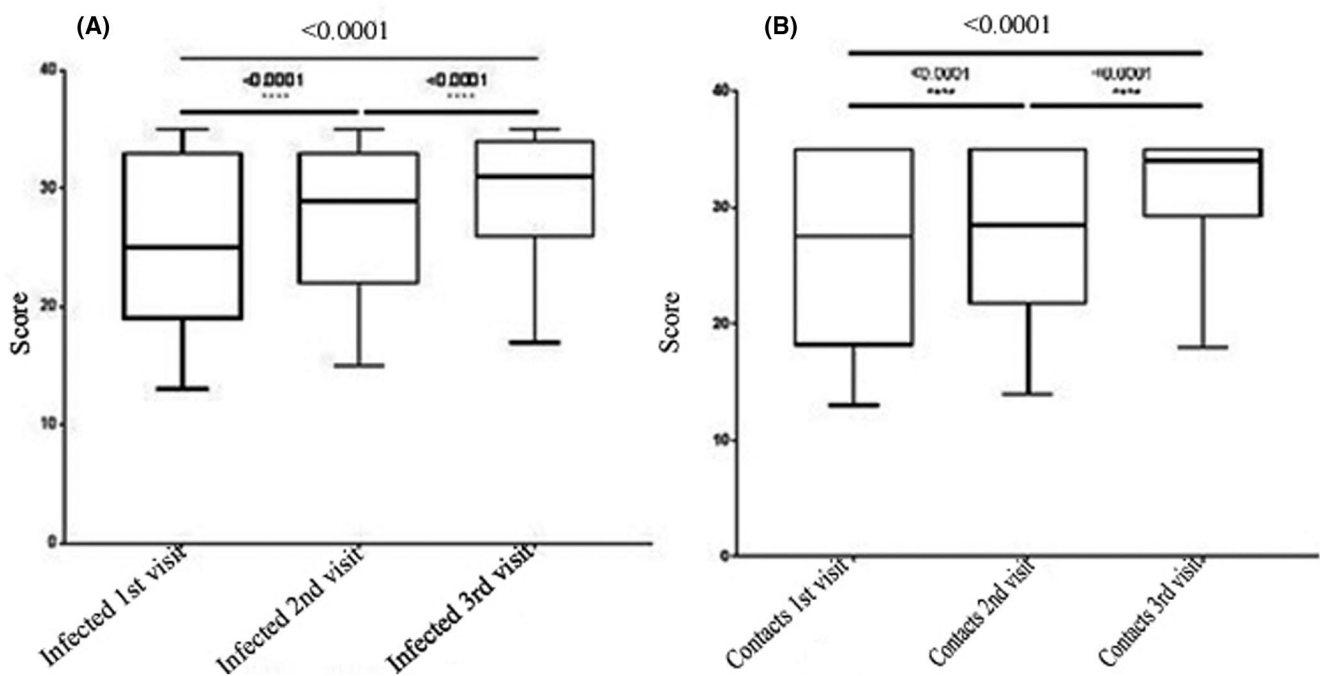 (A)
<0.0001
<0.0001 <0.0001
**** ****
40
30
20
10
0
Score
Infected 1st visit
Infected 2nd visit
Infected 3rd visit
(B)
<0.0001
<0.0001 <0.0001
**** ****
40
30
20
10
0
Score
Contacts 1st visit
Contacts 2nd visit
Contacts 3rd visit